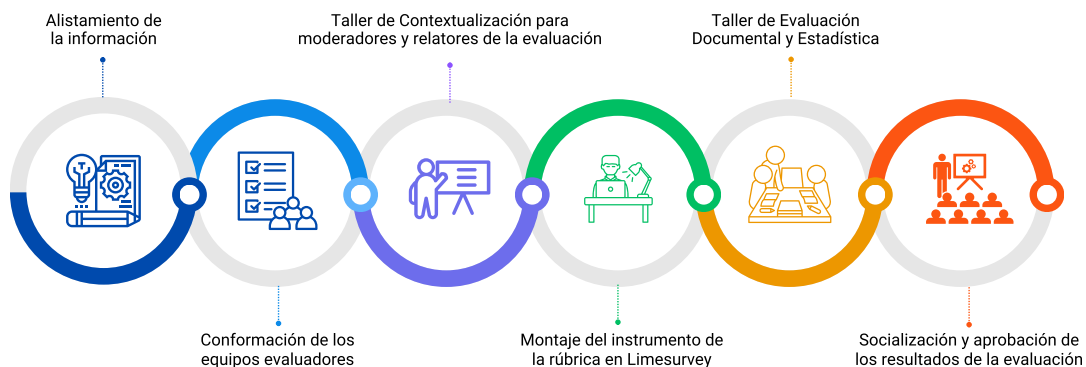 Alistamiento de
la información
Conformación de los
equipos evaluadores
Taller de Contextualización para
moderadores y relatores de la evaluación
Montaje del instrumento de
la rúbrica en Limesurvey
Taller de Evaluación
Documental y Estadística
Socialización y aprobación de
los resultados de la evaluación